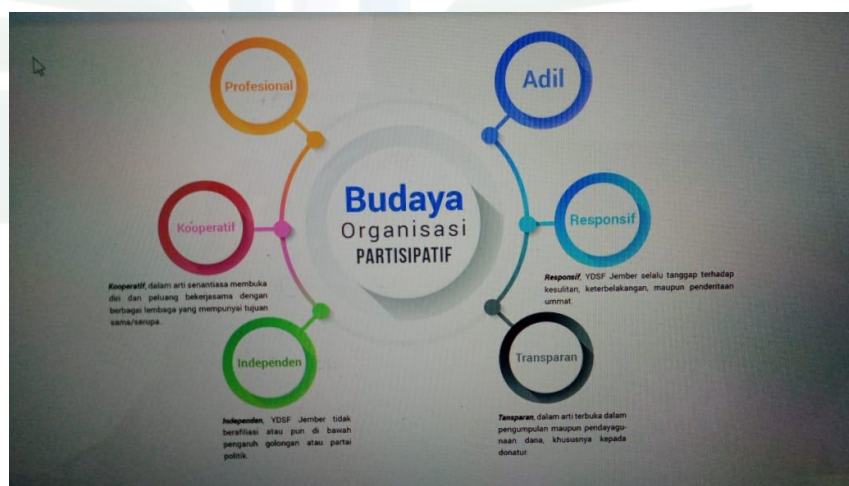 Profesional
Adil
Kooperatif
Budaya
Organisasi
PARTISIPATIF
Responsif
Kooperatif, dalam arti senantiasa membuka
diri dan peluang bekerjasama dengan
berbagai lembaga yang mempunyai tujuan
sama/serupa.
Responsif, YDSF Jember selalu tanggap terhadap
kesulitan, keterbelakangan, maupun penderitaan
ummat.
Independen
Transparan
Independen, YDSF Jember tidak
berafiliasi atau pun di bawah
pengaruh golongan atau partai
politik.
Tansparan, dalam arti terbuka dalam
pengumpulan maupun pendayagu-
naan dana, khususnya kepada
donatur.